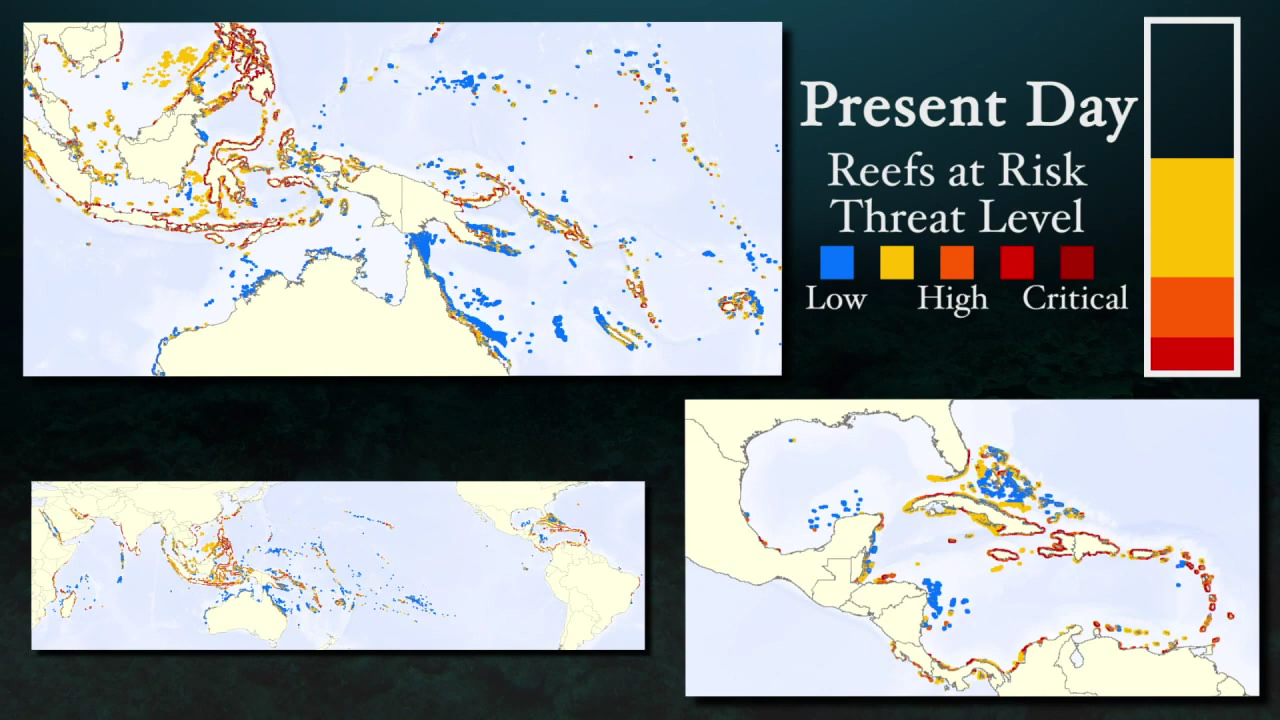 Present Day
Reefs at Risk
Threat Level
Low High Critical